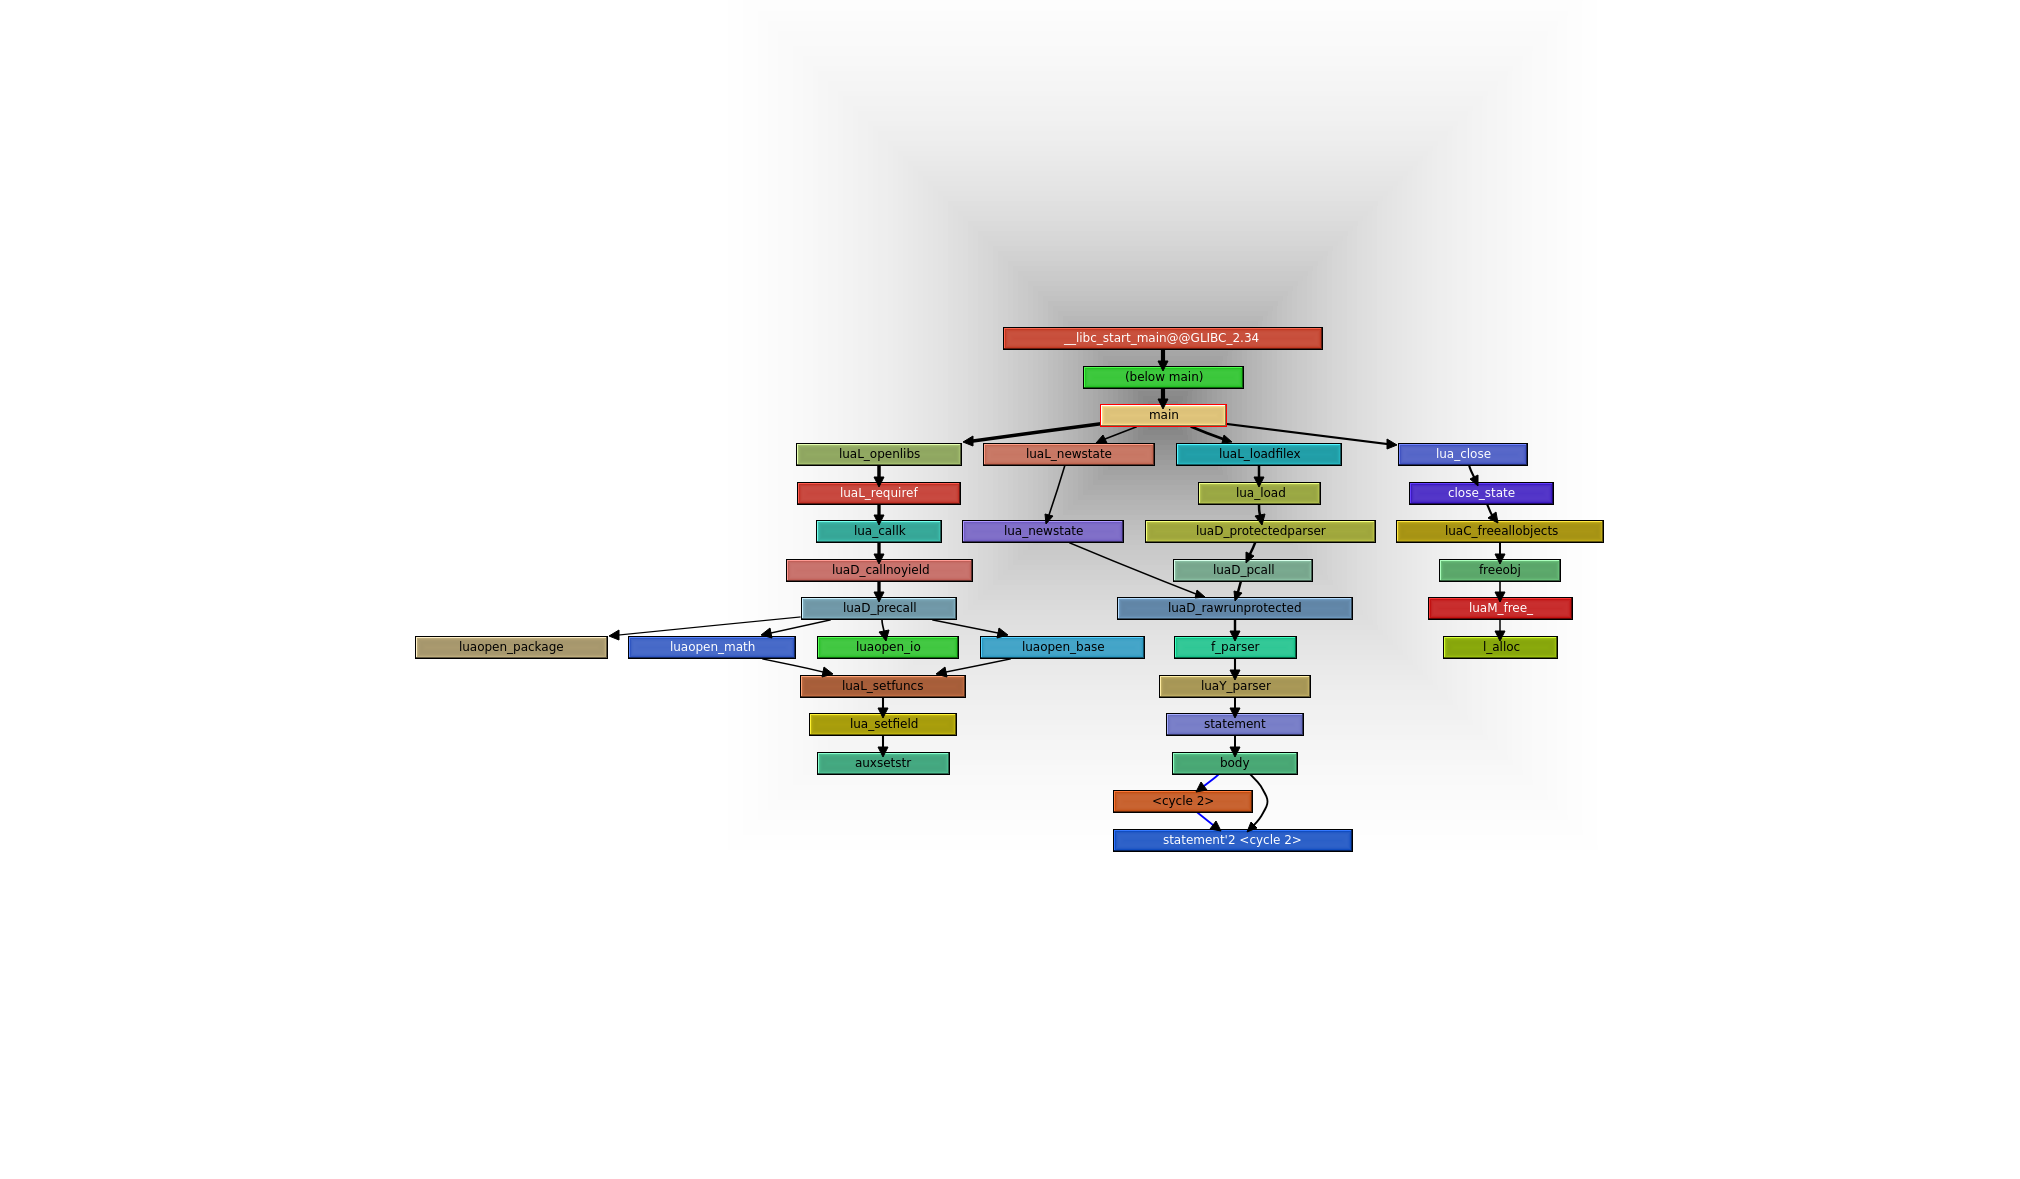 __libc_start_main@@GLIBC_2.34
(below main)
main
luaL_openlibs
luaL_newstate
luaL_loadfilex
lua_close
luaL_requiref
lua_load
close_state
lua_callk
lua_newstate
luaD_protectedparser
luaC_freeallobjects
luaD_callnoyield
luaD_pcall
freeobj
luaD_precall
luaD_rawrunprotected
luaM_free_
luaopen_package
luaopen_math
luaopen_io
luaopen_base
f_parser
l_alloc
luaL_setfuncs
luaY_parser
lua_setfield
statement
auxsetstr
body
<cycle 2>
statement'2 <cycle 2>